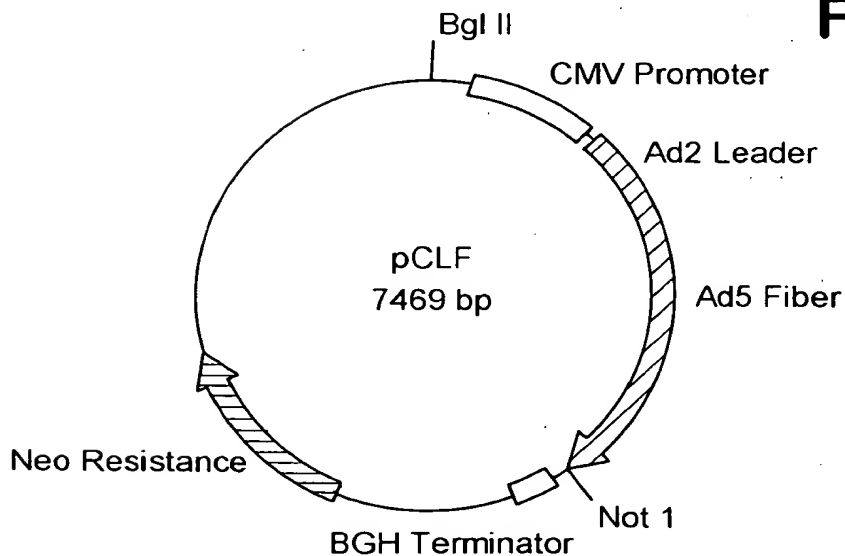 F
Bgl II
CMV Promoter
Ad2 Leader
pCLF
7469 bp
Ad5 Fiber
Neo Resistance
Not 1
BGH Terminator